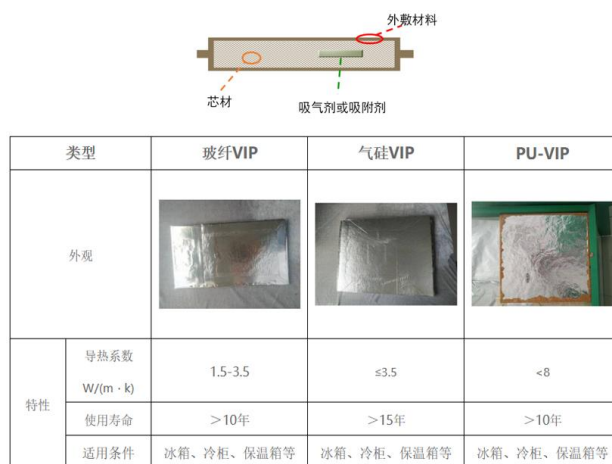 外敷材料
芯材
吸气剂或吸附剂
类型 玻纤VIP 气硅VIP PU-VIP
外观
特性
导热系数
W/(m·k) 1.5-3.5 ≤3.5 <8
使用寿命 >10年 >15年 >10年
适用条件 冰箱、冷柜、保温箱等 冰箱、冷柜、保温箱等 冰箱、冷柜、保温箱等